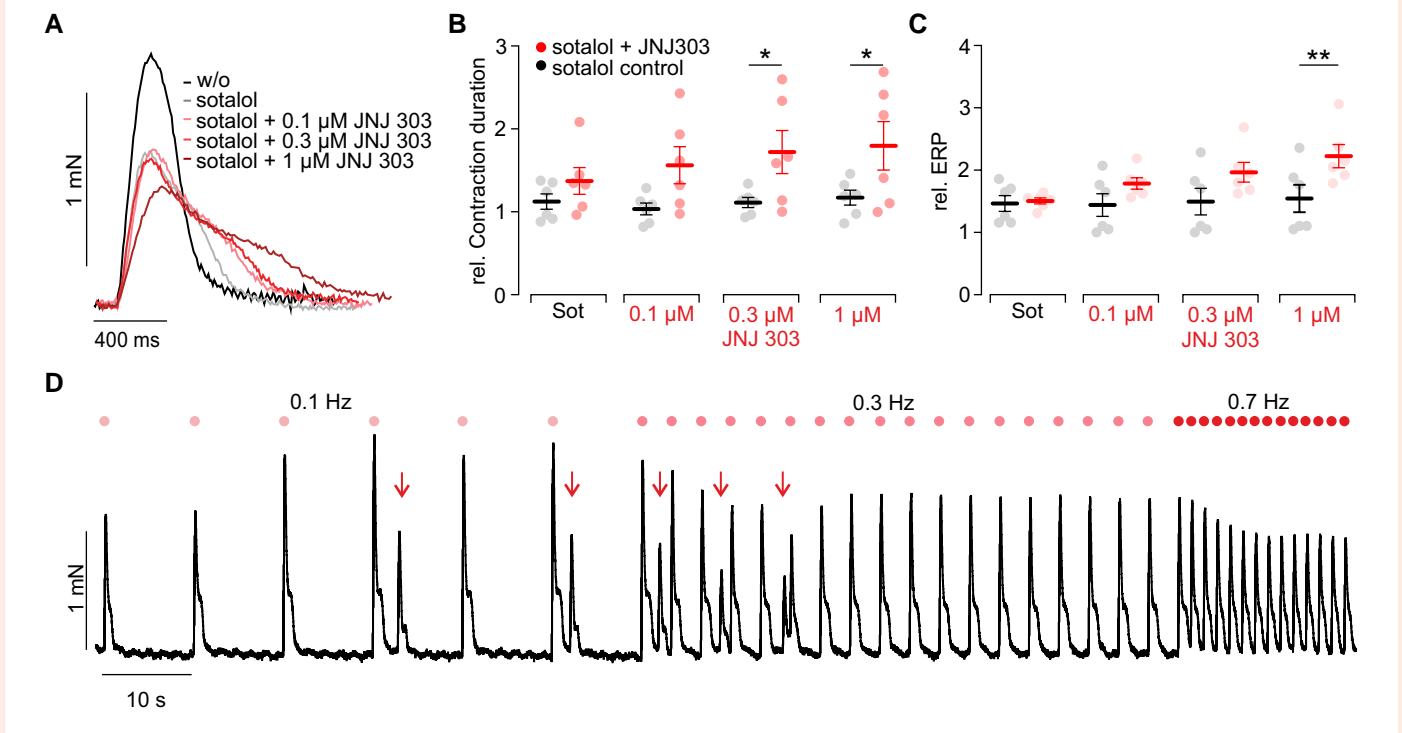 A
w/o
sotalol
sotalol + 0.1 µM JNJ 303
sotalol + 0.3 µM JNJ 303
sotalol + 1 µM JNJ 303
1 mN
400 ms
B
sotalol + JNJ303
sotalol control
rel. Contraction duration
3
2
1
0
*
*
Sot
0.1 µM
0.3 µM
JNJ 303
1 µM
C
rel. ERP
4
3
2
1
0
**
Sot
0.1 µM
0.3 µM
JNJ 303
1 µM
D
0.1 Hz
0.3 Hz
0.7 Hz
1 mN
10 s